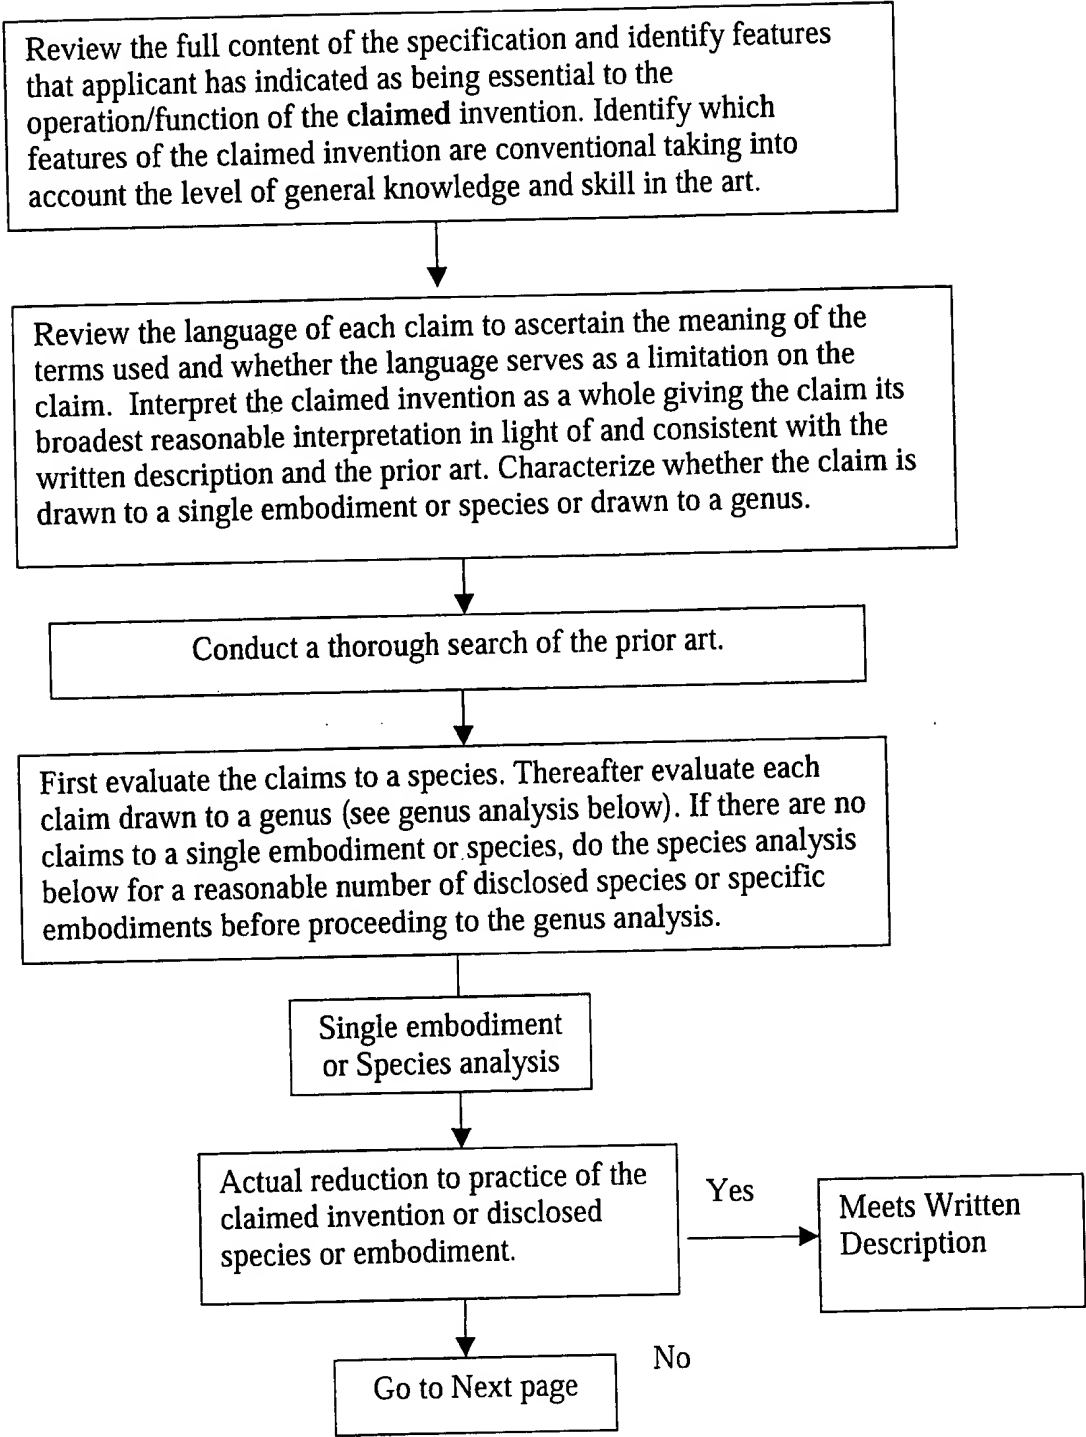 Review the full content of the specification and identify features
that applicant has indicated as being essential to the
operation/function of the claimed invention. Identify which
features of the claimed invention are conventional taking into
account the level of general knowledge and skill in the art.
Review the language of each claim to ascertain the meaning of the
terms used and whether the language serves as a limitation on the
claim.  Interpret the claimed invention as a whole giving the claim its
broadest reasonable interpretation in light of and consistent with the
written description and the prior art. Characterize whether the claim is
drawn to a single embodiment or species or drawn to a genus.
Conduct a thorough search of the prior art.
First evaluate the claims to a species. Thereafter evaluate each
claim drawn to a genus (see genus analysis below). If there are no
claims to a single embodiment or species, do the species analysis
below for a reasonable number of disclosed species or specific
embodiments before proceeding to the genus analysis.
Single embodiment
or Species analysis
Actual reduction to practice of the
claimed invention or disclosed
species or embodiment.
Yes
Meets Written
Description
No
Go to Next page